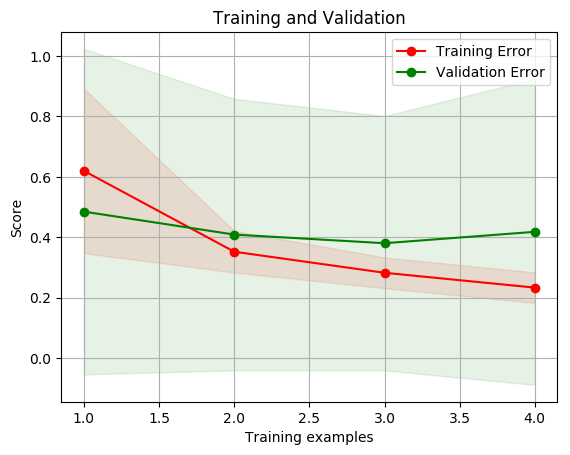 Training and Validation
Training Error
Validation Error
1.0
0.8
0.6
0.4
0.2
0.0
Score
1.0 1.5 2.0 2.5 3.0 3.5 4.0
Training examples